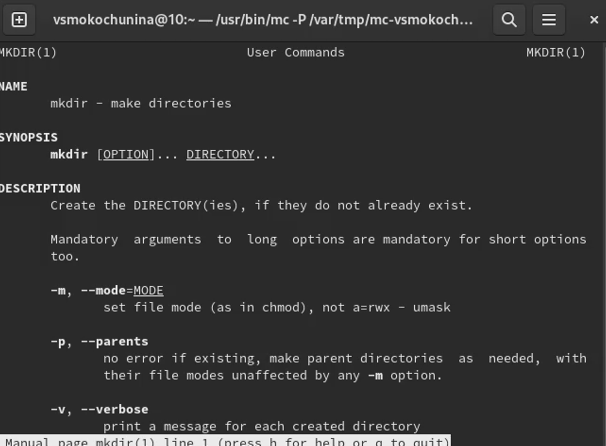 vsmokochunina@10:~ — /usr/bin/mc -P /var/tmp/mc-vsmokoch...
MKDIR(1) User Commands MKDIR(1)
NAME
mkdir - make directories
SYNOPSIS
mkdir [OPTION]... DIRECTORY...
DESCRIPTION
Create the DIRECTORY(ies), if they do not already exist.
Mandatory arguments to long options are mandatory for short options
too.
-m, --mode=MODE
set file mode (as in chmod), not a=rwx - umask
-p, --parents
no error if existing, make parent directories as needed, with
their file modes unaffected by any -m option.
-v, --verbose
print a message for each created directory
Manual page mkdir(1) line 1 (press h for help or q to quit)